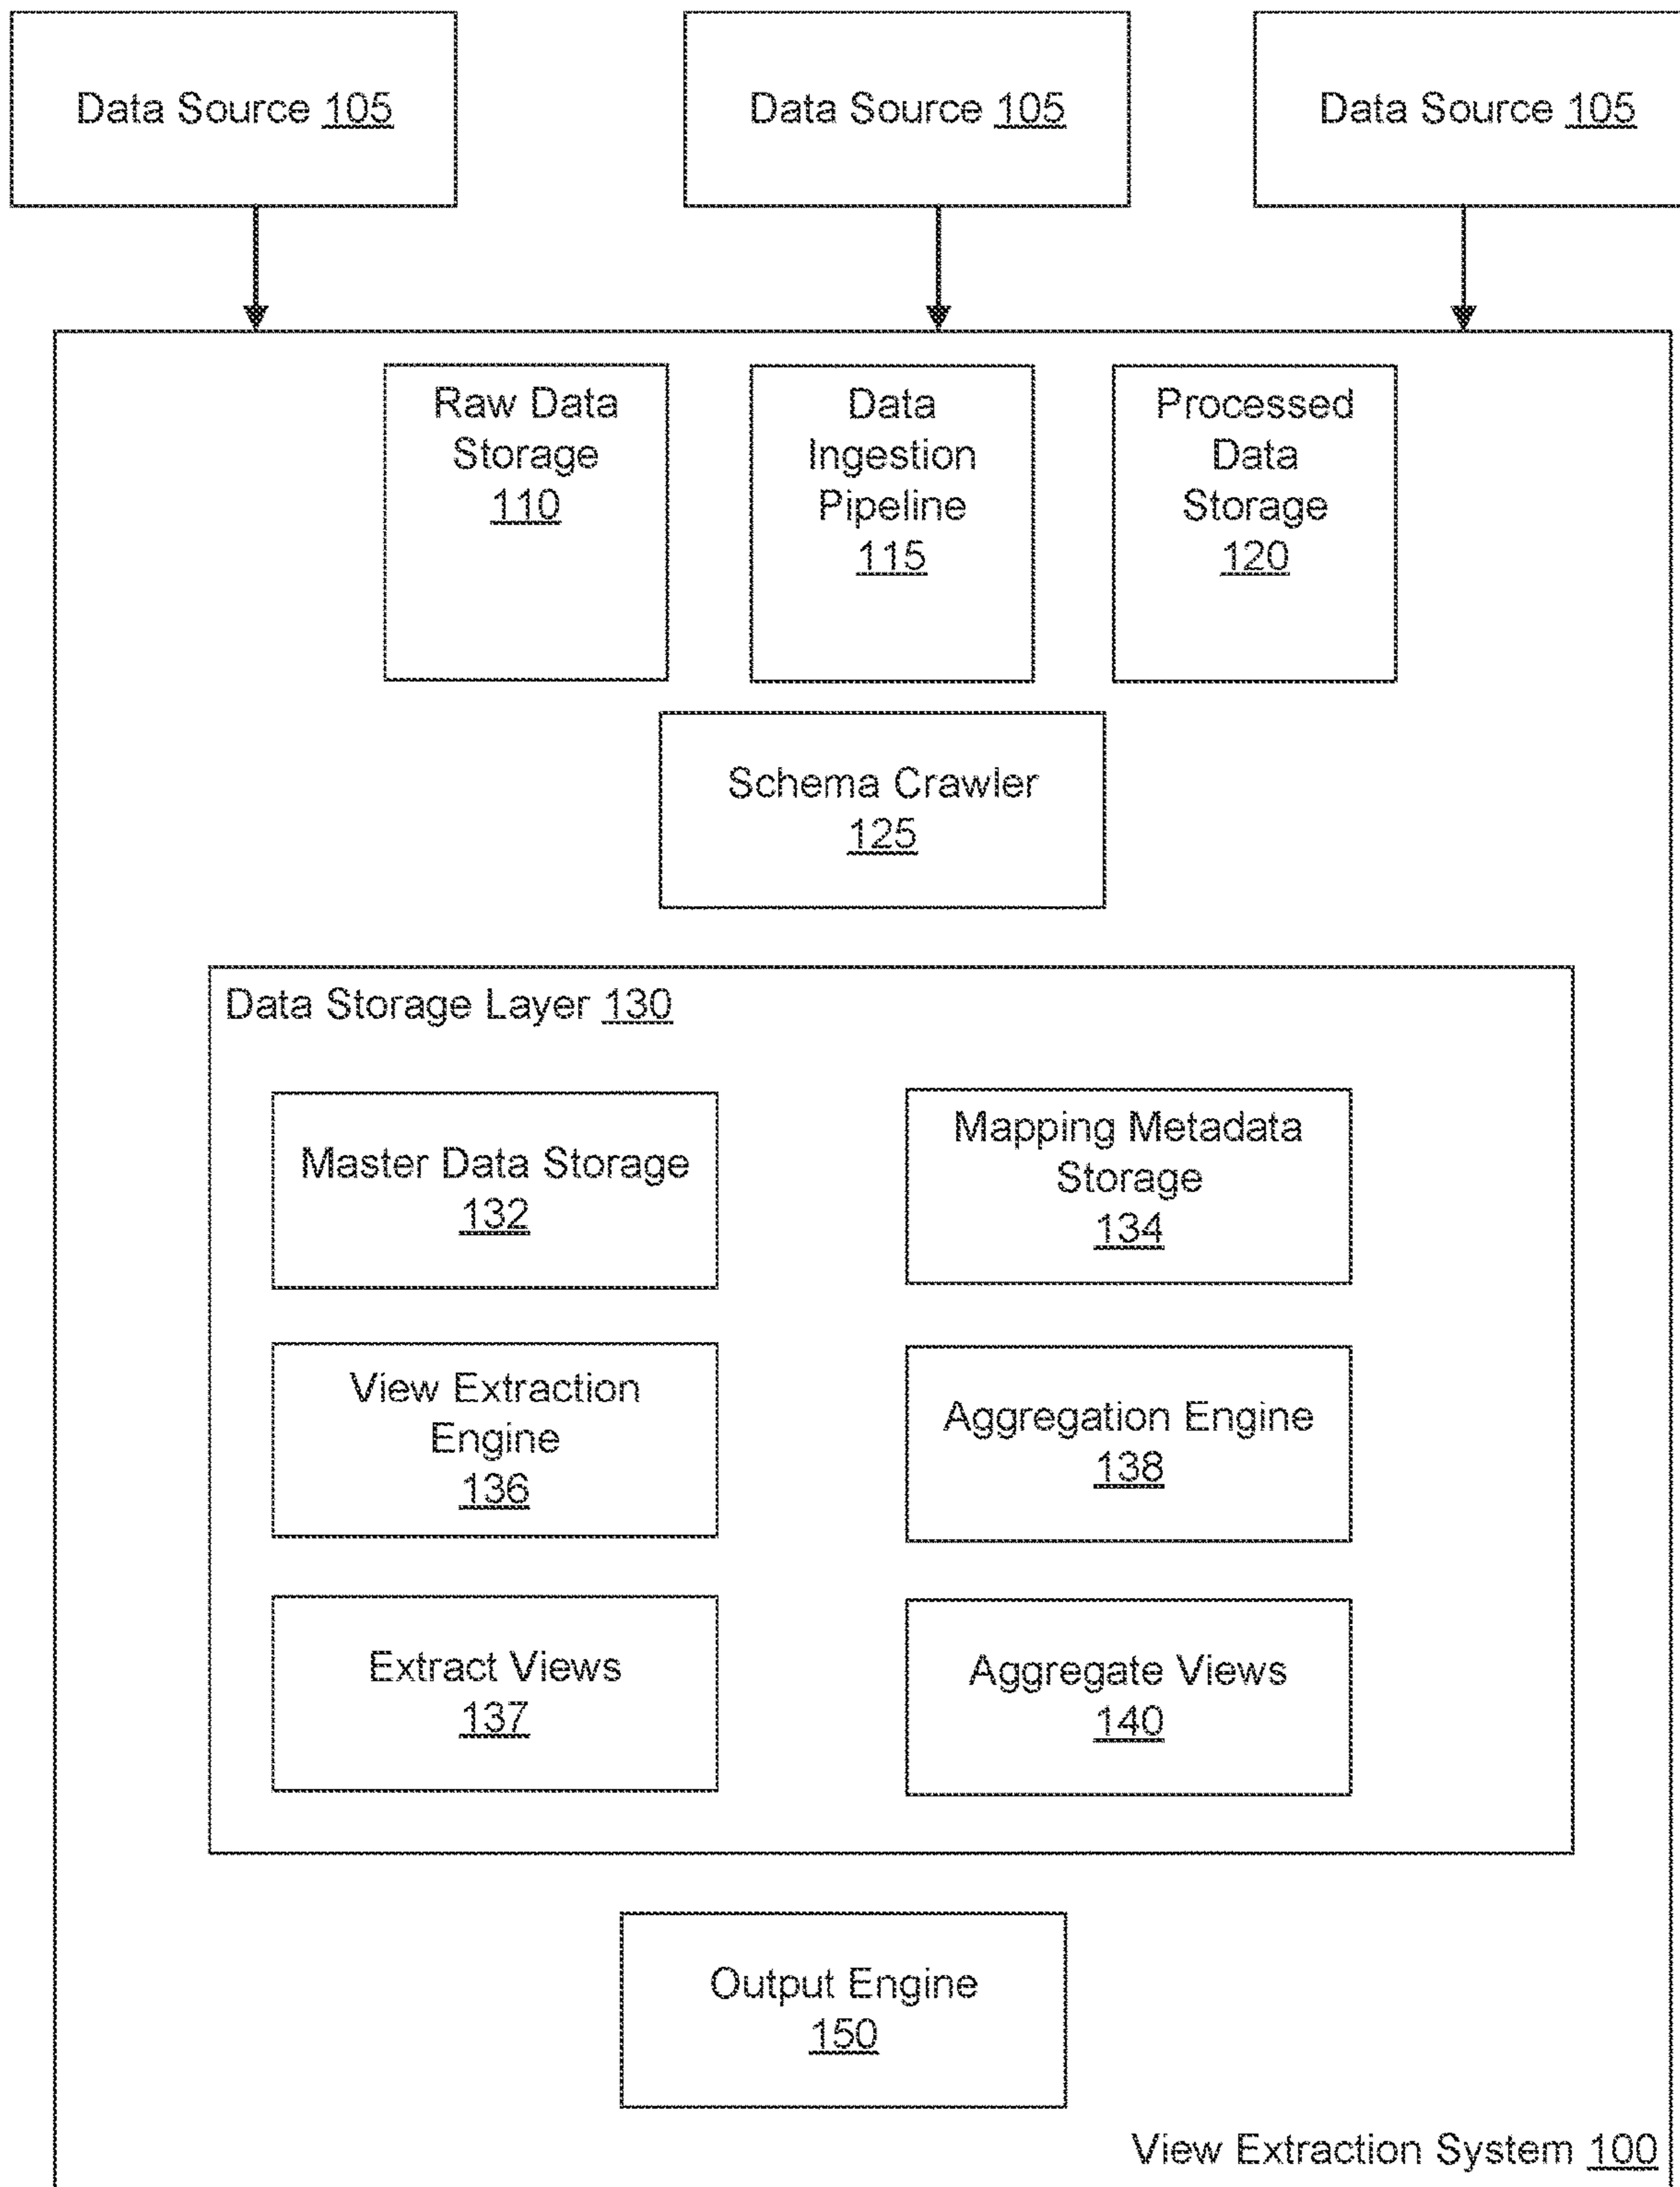 Data Source 105
Data Source 105
Data Source 105
Raw Data
Storage
110
Data
Ingestion
Pipeline
115
Processed
Data
Storage
120
Schema Crawler
125
Data Storage Layer 130
Master Data Storage
132
Mapping Metadata
Storage
134
View Extraction
Engine
136
Aggregation Engine
138
Extract Views
137
Aggregate Views
140
Output Engine
150
View Extraction System 100